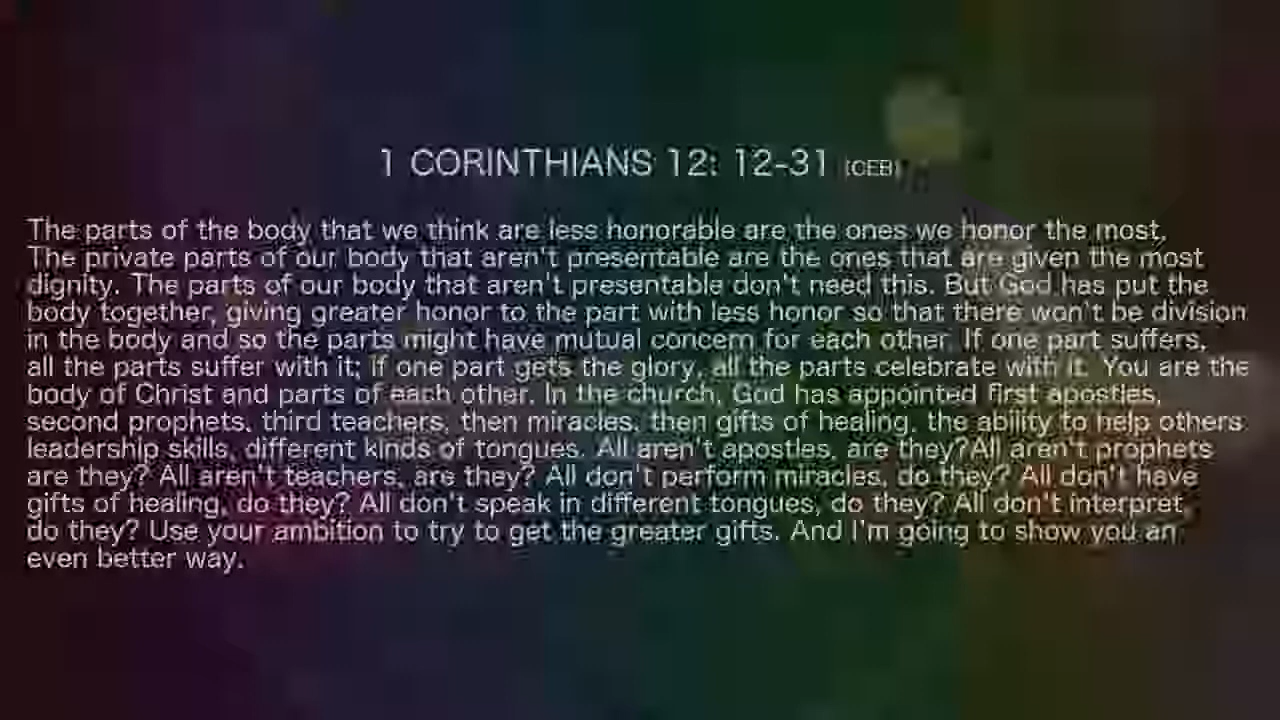 1 CORINTHIANS 12: 12-31 (CEB)
The parts of the body that we think are less honorable are the ones we honor the most.
The private parts of our body that aren't presentable are the ones that are given the most
dignity. The parts of our body that aren't presentable don't need this. But God has put the
body together, giving greater honor to the part with less honor so that there won't be division
in the body and so the parts might have mutual concern for each other. If one part suffers,
all the parts suffer with it; if one part gets the glory, all the parts celebrate with it. You are the
body of Christ and parts of each other. In the church, God has appointed first apostles,
second prophets, third teachers, then miracles, then gifts of healing, the ability to help others
leadership skills, different kinds of tongues. All aren't apostles, are they?All aren't prophets
are they? All aren't teachers, are they? All don't perform miracles, do they? All don't have
gifts of healing, do they? All don't speak in different tongues, do they? All don't interpret
do they? Use your ambition to try to get the greater gifts. And I'm going to show you an
even better way.